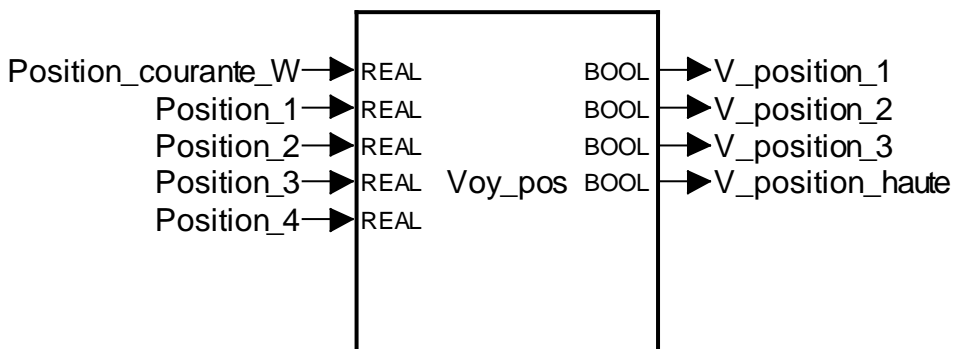 Position_courante_W REAL BOOL V_position_1
Position_1 REAL BOOL V_position_2
Position_2 REAL BOOL V_position_3
Position_3 REAL Voy_pos BOOL V_position_haute
Position_4 REAL